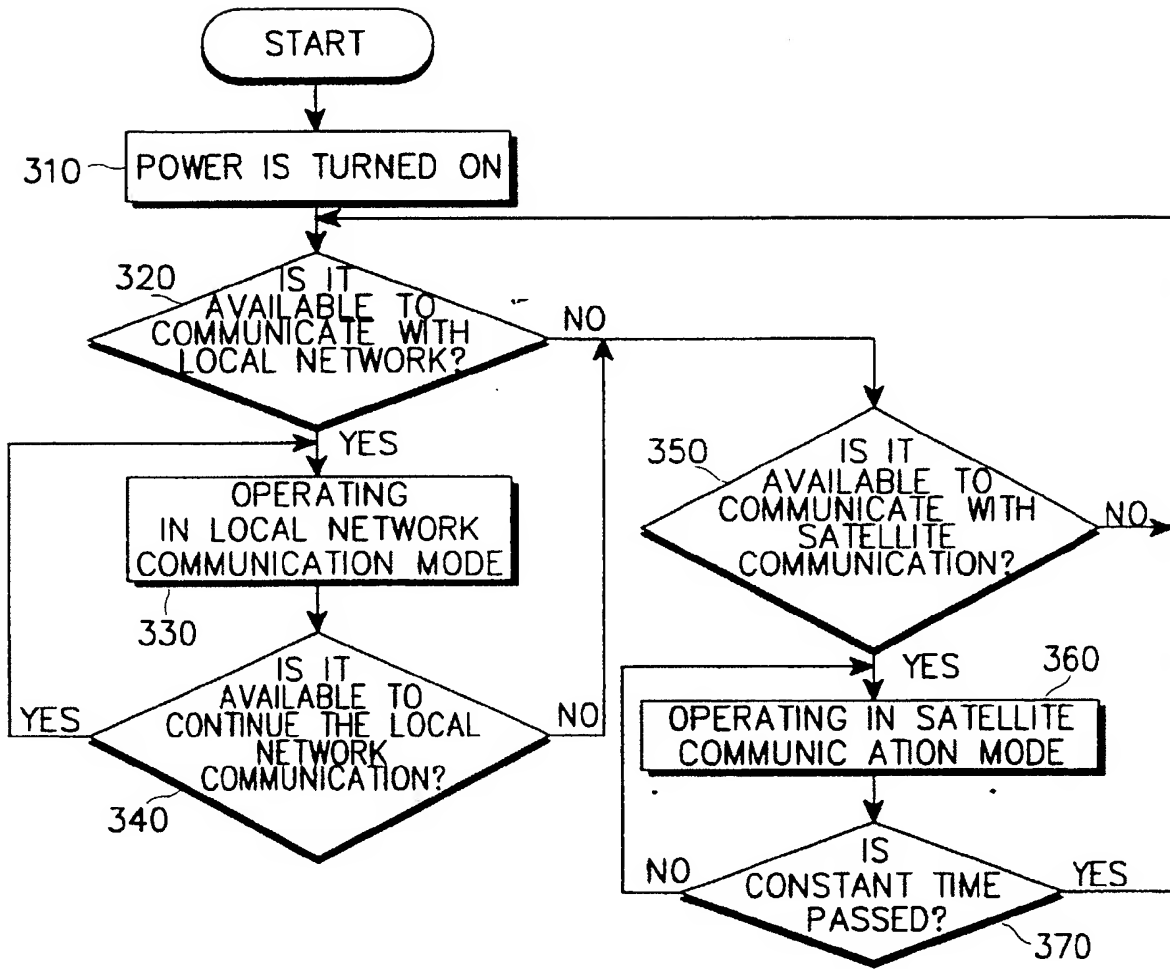 START
310
POWER IS TURNED ON
320
IS IT
AVAILABLE TO
COMMUNICATE WITH
LOCAL NETWORK?
NO
YES
OPERATING
IN LOCAL NETWORK
COMMUNICATION MODE
330
IS IT
AVAILABLE TO
CONTINUE THE LOCAL
NETWORK
COMMUNICATION?
YES
NO
340
350
IS IT
AVAILABLE TO
COMMUNICATE WITH
SATELLITE
COMMUNICATION?
NO
YES
360
OPERATING IN SATELLITE
COMMUNIC ATION MODE
IS
CONSTANT TIME
PASSED?
NO
YES
370